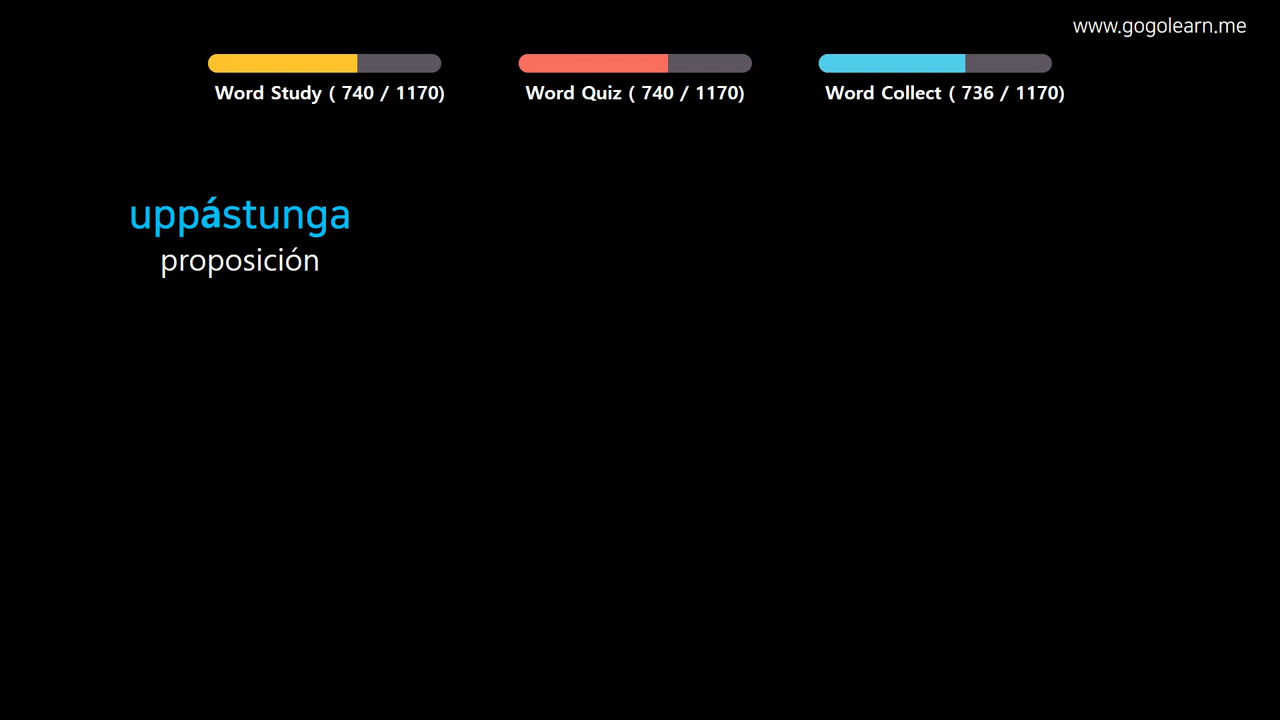 www.gogolearn.me
Word Study ( 740 / 1170)
Word Quiz ( 740 / 1170)
Word Collect ( 736 / 1170)
uppástunga
proposición